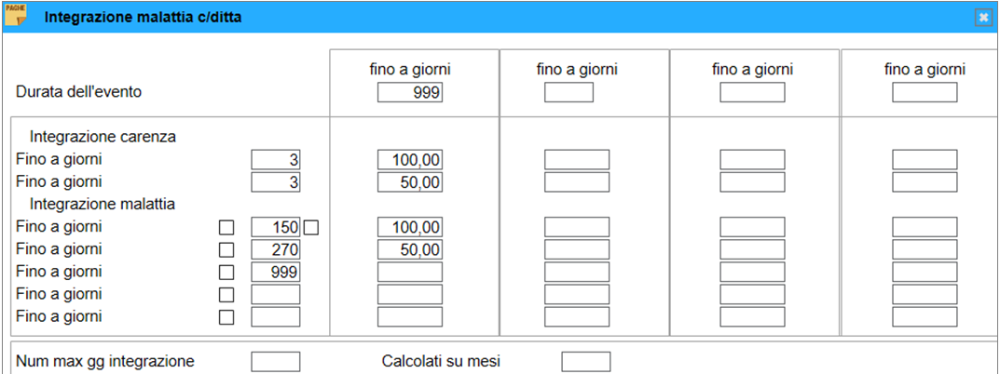 PAGHE
Integrazione malattia c/ditta
fino a giorni fino a giorni fino a giorni fino a giorni
Durata dell'evento 999
Integrazione carenza
Fino a giorni 3 100,00
Fino a giorni 3 50,00
Integrazione malattia
Fino a giorni 150 100,00
Fino a giorni 270 50,00
Fino a giorni 999
Fino a giorni
Fino a giorni
Num max gg integrazione Calcolati su mesi